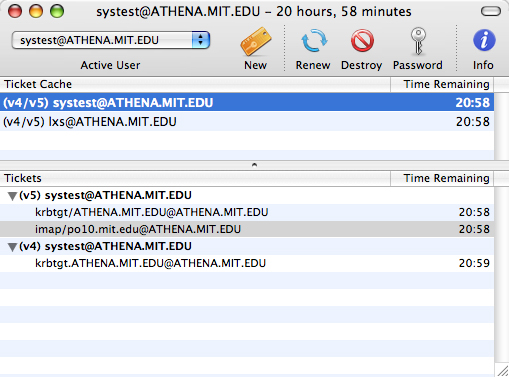 systest@ATHENA.MIT.EDU – 20 hours, 58 minutes
systest@ATHENA.MIT.EDU
Active User New Renew Destroy Password Info
Ticket Cache Time Remaining
(v4/v5) systest@ATHENA.MIT.EDU 20:58
(v4/v5) lxs@ATHENA.MIT.EDU 20:58
Tickets Time Remaining
(v5) systest@ATHENA.MIT.EDU
krbtgt/ATHENA.MIT.EDU@ATHENA.MIT.EDU 20:58
imap/po10.mit.edu@ATHENA.MIT.EDU 20:58
(v4) systest@ATHENA.MIT.EDU
krbtgt.ATHENA.MIT.EDU@ATHENA.MIT.EDU 20:59